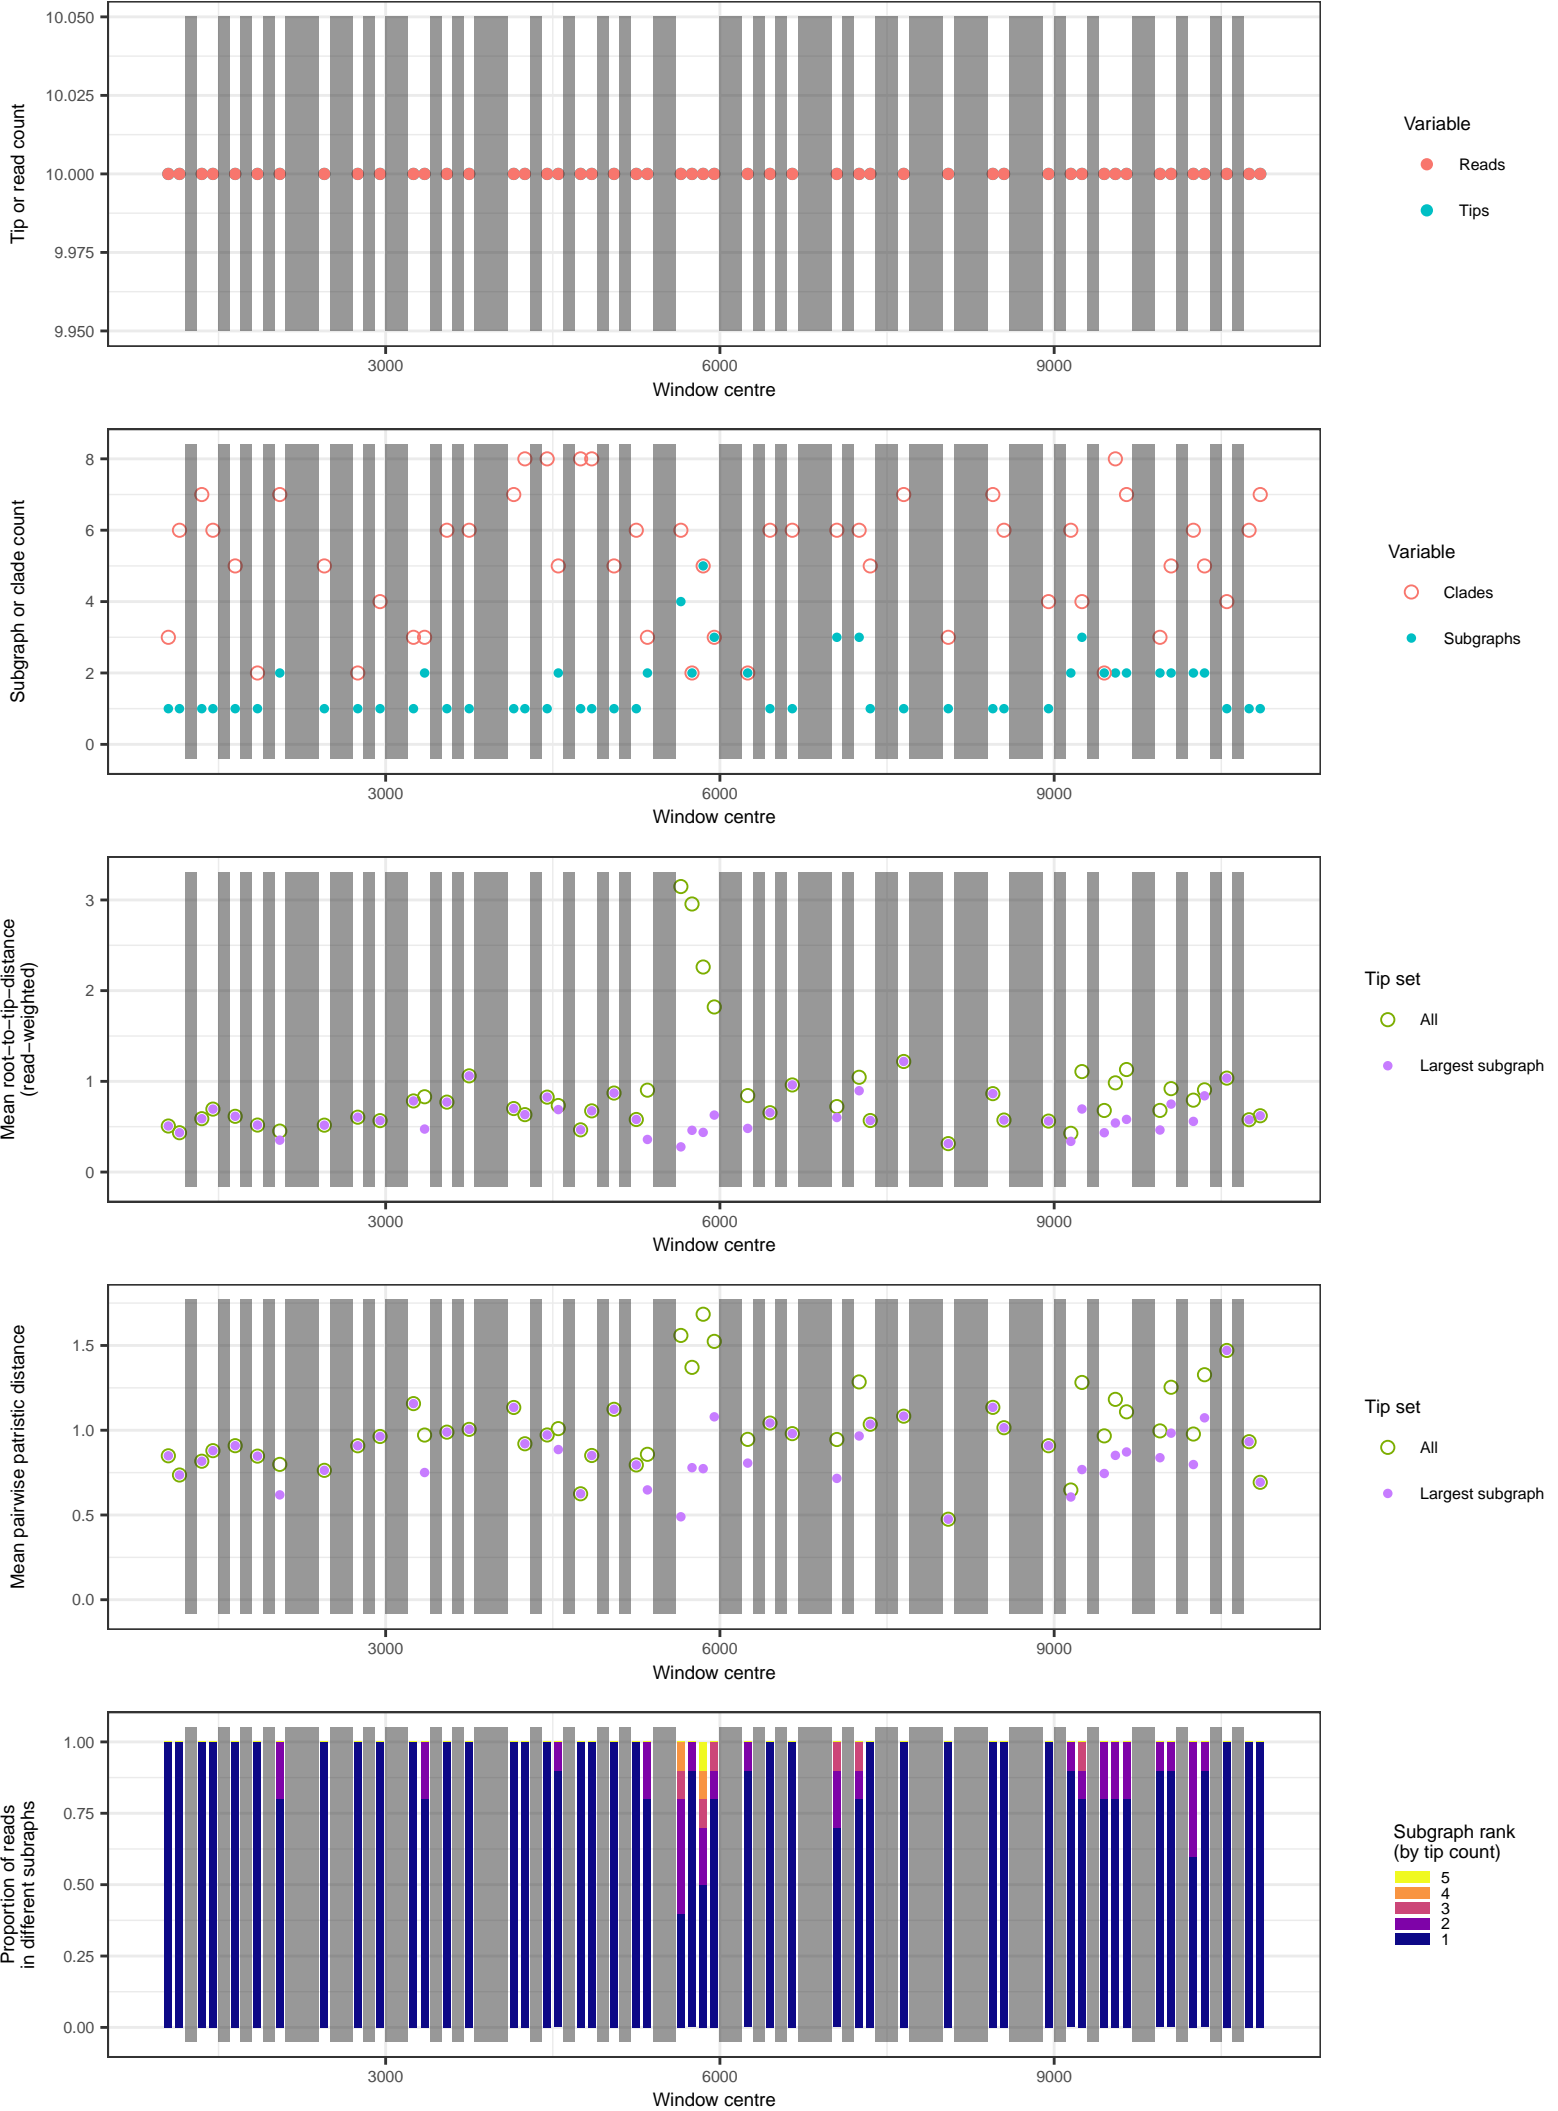 10.050
10.025
10.000
9.975
9.950
Tip or read count
3000
6000
9000
Window centre
Variable
Reads
Tips
8
6
4
2
0
Subgraph or clade count
3000
6000
9000
Window centre
Variable
Clades
Subgraphs
3
2
1
0
Mean root−to−tip−distance
(read−weighted)
3000
6000
9000
Window centre
Tip set
All
Largest subgraph
1.5
1.0
0.5
0.0
Mean pairwise patristic distance
3000
6000
9000
Window centre
Tip set
All
Largest subgraph
1.00
0.75
0.50
0.25
0.00
Proportion of reads
in different subraphs
3000
6000
9000
Window centre
Subgraph rank
(by tip count)
5
4
3
2
1